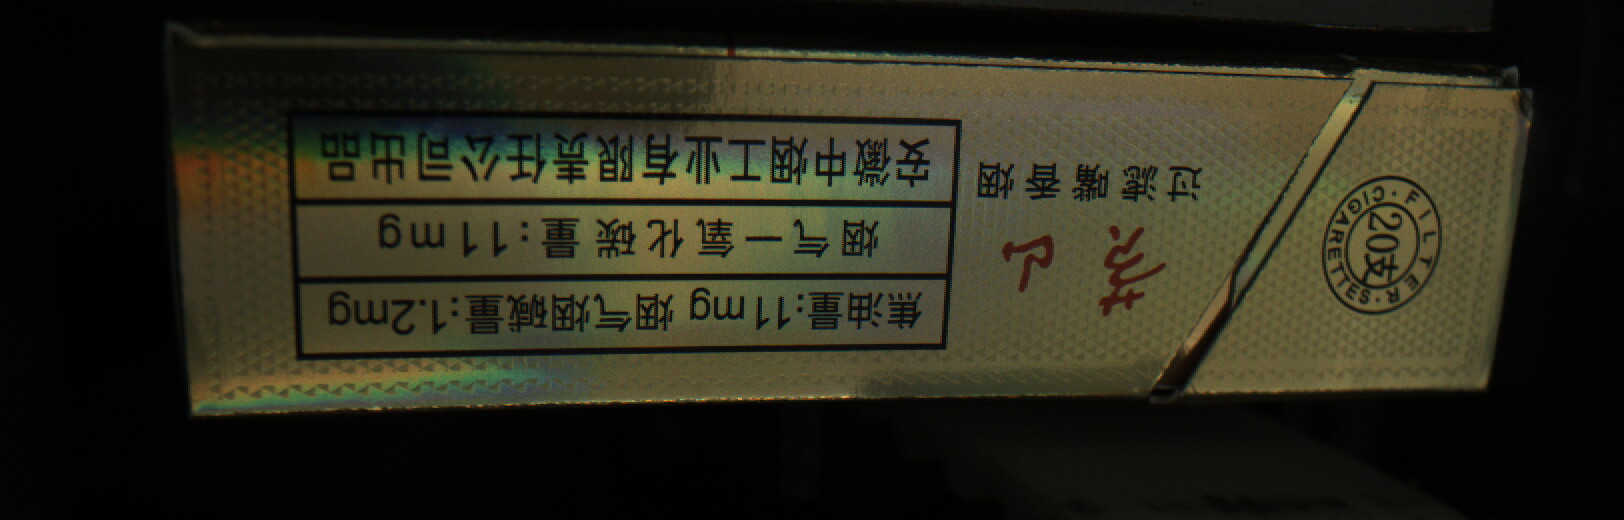 FILTER·CIGARETTES·
20支
黄山
过滤嘴香烟
焦油量:11mg 烟气烟碱量:1.2mg
烟气一氧化碳量:11mg
安徽中烟工业有限责任公司出品